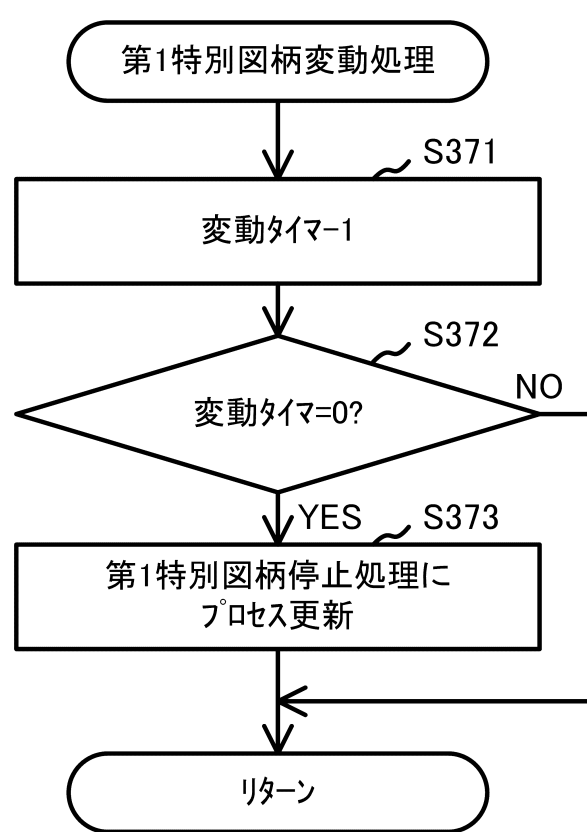 第1特別図柄変動処理
S371
変動ﾀｲﾏ-1
S372
変動ﾀｲﾏ=0?
NO
YES
S373
第1特別図柄停止処理に
ﾌﾟﾛｾｽ更新
ﾘﾀｰﾝ